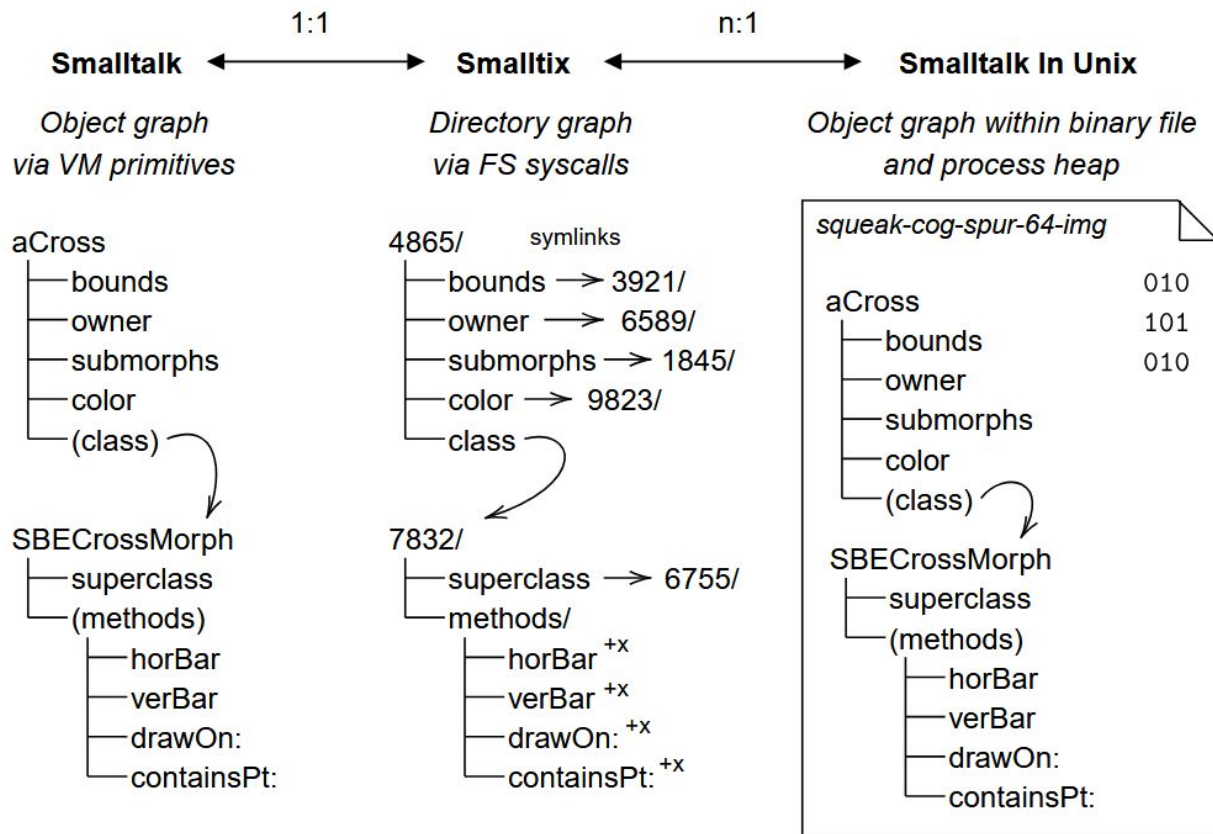 1:1
n:1
Smalltalk
Smalltix
Smalltalk In Unix
Object graph
via VM primitives
Directory graph
via FS syscalls
Object graph within binary file
and process heap
aCross
bounds
owner
submorphs
color
(class)
SBECrossMorph
superclass
(methods)
horBar
verBar
drawOn:
containsPt:
4865/ symlinks
bounds 3921/
owner 6589/
submorphs 1845/
color 9823/
class
7832/
superclass 6755/
methods/
horBar +x
verBar +x
drawOn: +x
containsPt: +x
squeak-cog-spur-64-img
010
101
010
aCross
bounds
owner
submorphs
color
(class)
SBECrossMorph
superclass
(methods)
horBar
verBar
drawOn:
containsPt: